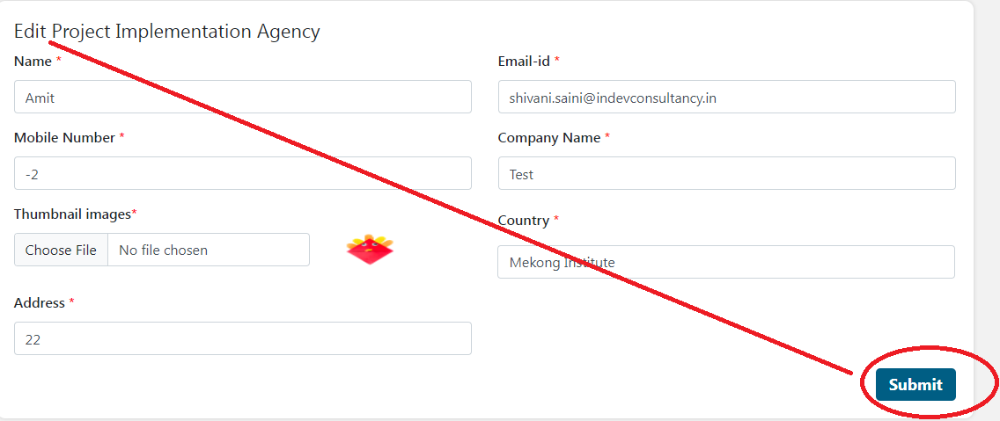 Edit Project Implementation Agency
Name * Email-id *
Amit shivani.saini@indevconsultancy.in
Mobile Number * Company Name *
-2 Test
Thumbnail images* Country *
Choose File No file chosen Mekong Institute
Address *
22
Submit